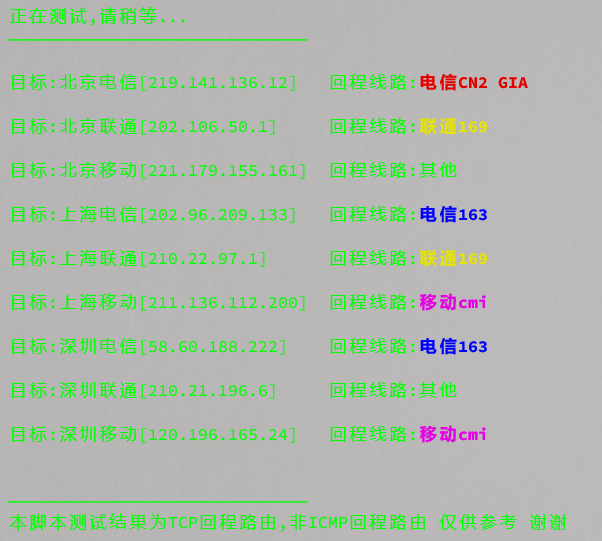 正在测试,请稍等...
目标:北京电信[219.141.136.12] 回程线路:电信CN2 GIA
目标:北京联通[202.106.50.1] 回程线路:联通169
目标:北京移动[221.179.155.161] 回程线路:其他
目标:上海电信[202.96.209.133] 回程线路:电信163
目标:上海联通[210.22.97.1] 回程线路:联通169
目标:上海移动[211.136.112.200] 回程线路:移动cmi
目标:深圳电信[58.60.188.222] 回程线路:电信163
目标:深圳联通[210.21.196.6] 回程线路:其他
目标:深圳移动[120.196.165.24] 回程线路:移动cmi
本脚本测试结果为TCP回程路由,非ICMP回程路由 仅供参考 谢谢